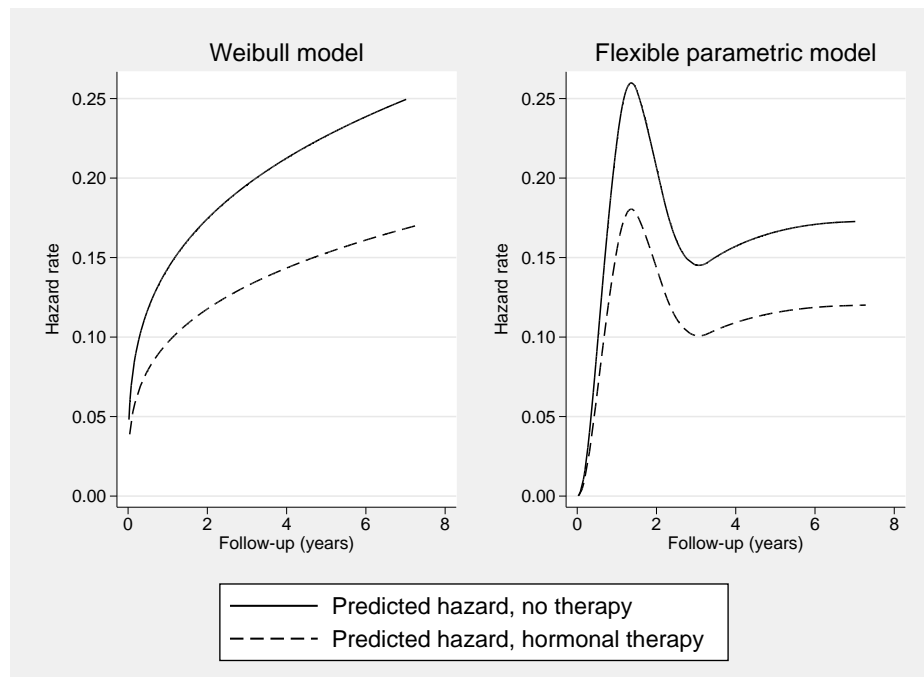 Weibull model
0.25
0.20
0.15
0.10
0.05
0.00
Hazard rate
0 2 4 6 8
Follow-up (years)
Flexible parametric model
0.25
0.20
0.15
0.10
0.05
0.00
Hazard rate
0 2 4 6 8
Follow-up (years)
Predicted hazard, no therapy
Predicted hazard, hormonal therapy